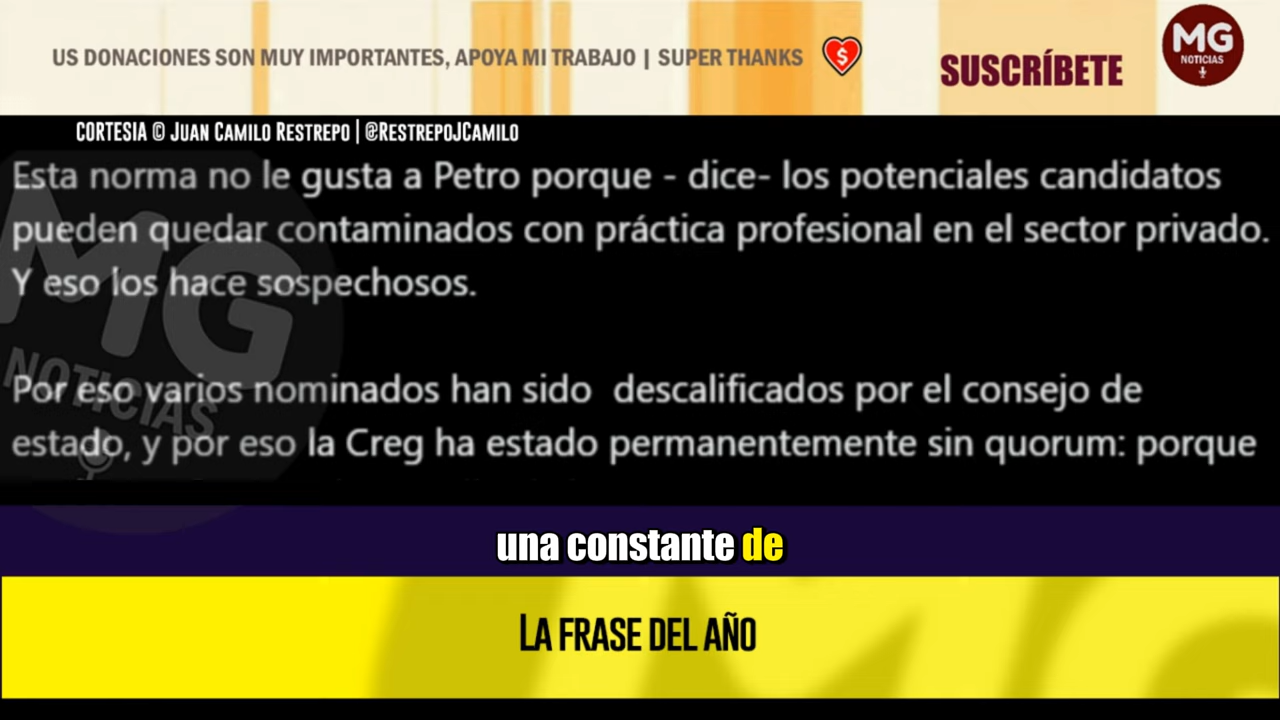 US DONACIONES SON MUY IMPORTANTES, APOYA MI TRABAJO | SUPER THANKS
SUSCRÍBETE
MG
NOTICIAS
CORTESIA © JUAN CAMILO RESTREPO | @RESTREPOJCAMILO
Esta norma no le gusta a Petro porque - dice- los potenciales candidatos
pueden quedar contaminados con práctica profesional en el sector privado.
Y eso los hace sospechosos.
MG
NOTICIAS
Por eso varios nominados han sido descalificados por el consejo de
estado, y por eso la Creg ha estado permanentemente sin quorum: porque
una constante de
LA FRASE DEL AÑO